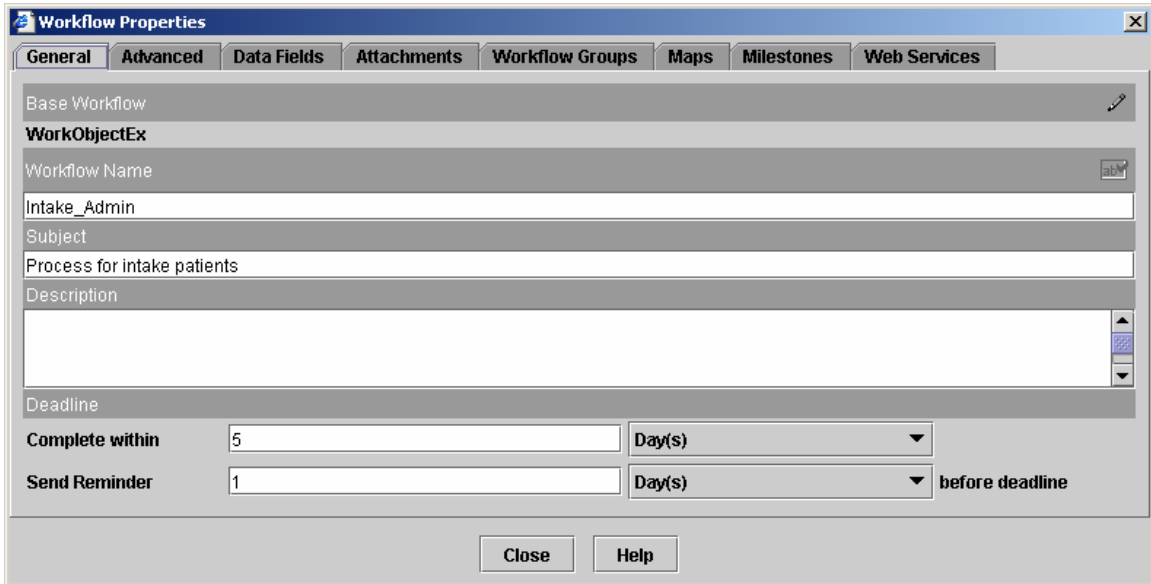 Workflow Properties
General Advanced Data Fields Attachments Workflow Groups Maps Milestones Web Services
Base Workflow
WorkObjectEx
Workflow Name
ab
Intake_Admin
Subject
Process for intake patients
Description
Deadline
Complete within 5 Day(s)
Send Reminder 1 Day(s) before deadline
Close Help